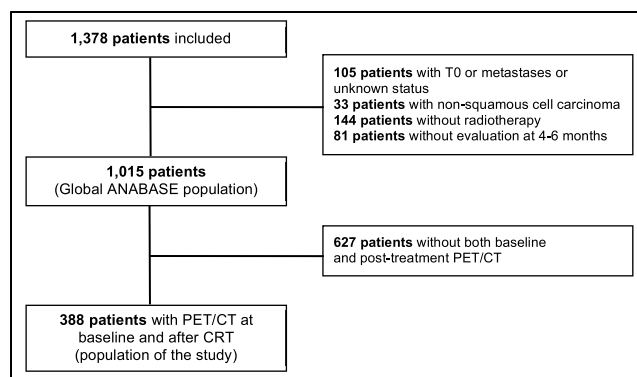 1,378 patients included
105 patients with T0 or metastases or
unknown status
33 patients with non-squamous cell carcinoma
144 patients without radiotherapy
81 patients without evaluation at 4-6 months
1,015 patients
(Global ANABASE population)
627 patients without both baseline
and post-treatment PET/CT
388 patients with PET/CT at
baseline and after CRT
(population of the study)